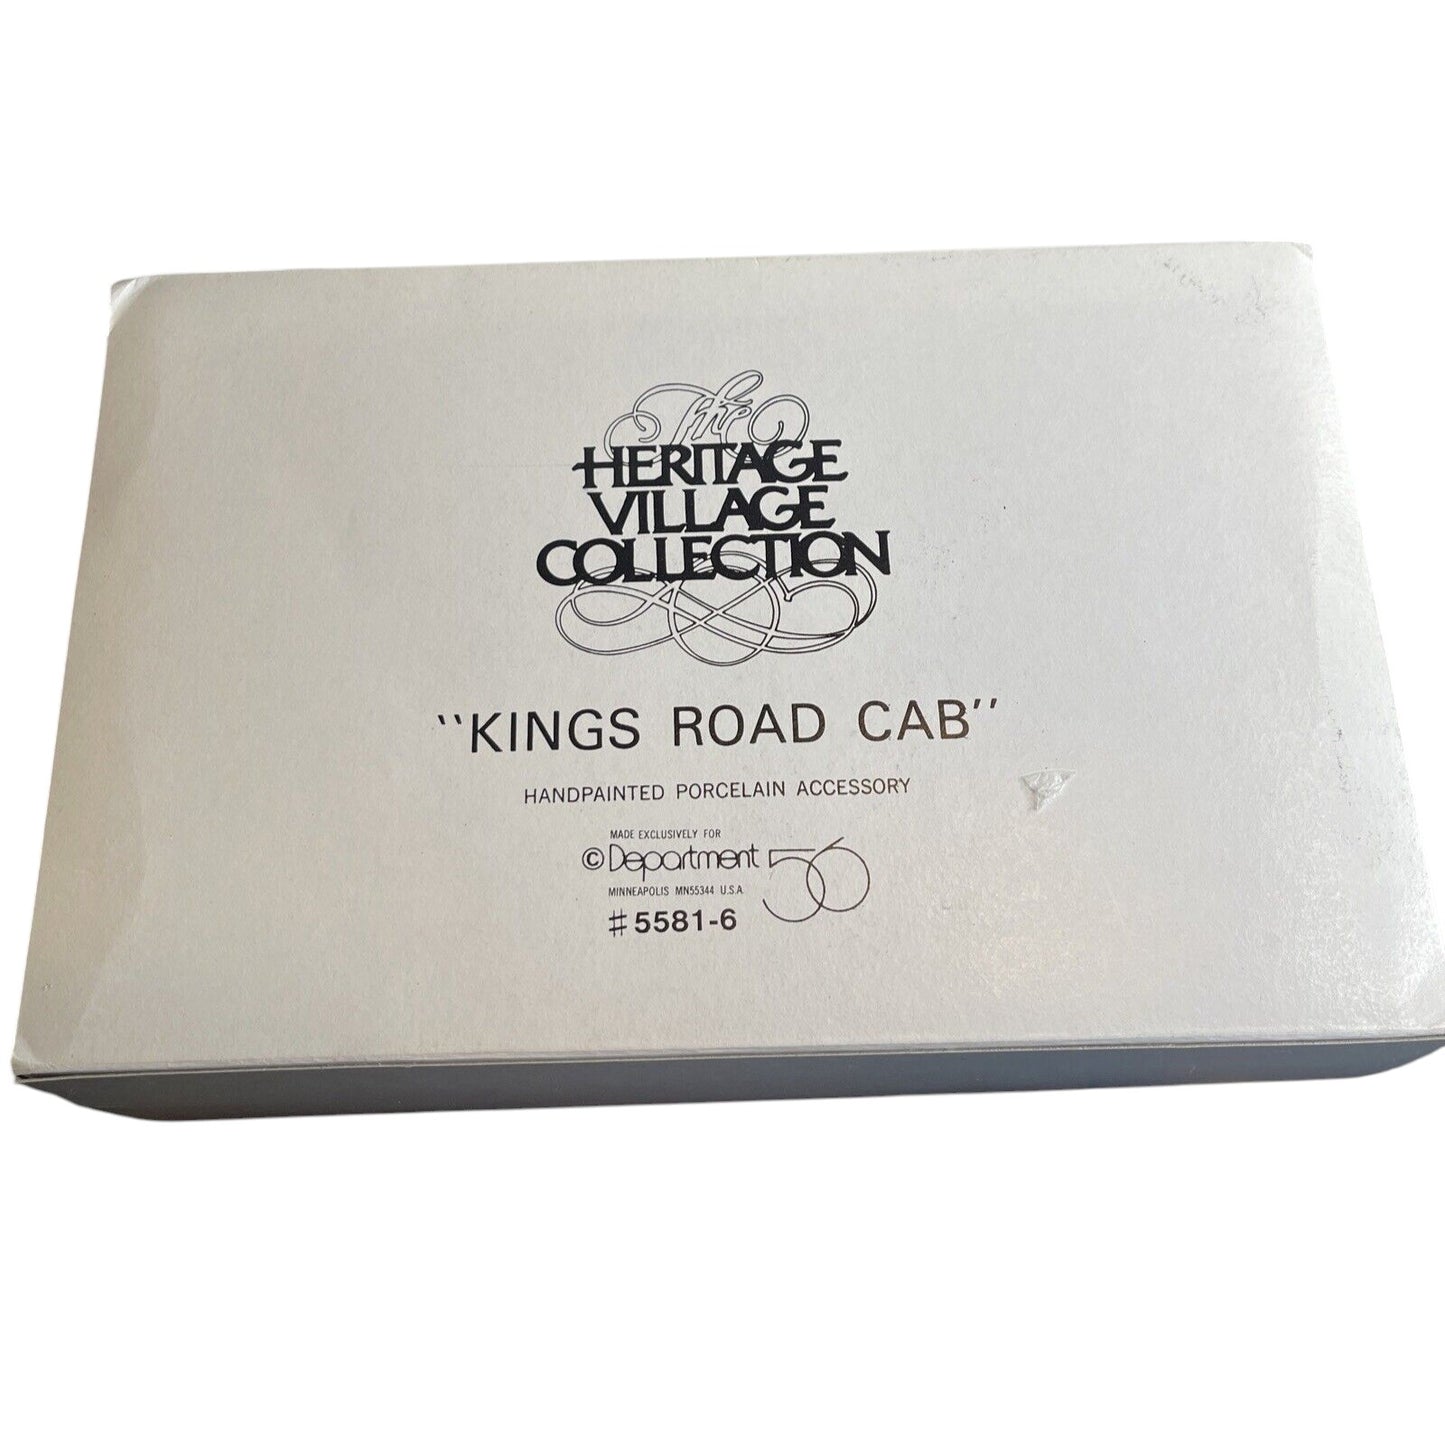 The
HERITAGE
VILLAGE
COLLECTION
"KINGS ROAD CAB"
HANDPAINTED PORCELAIN ACCESSORY
MADE EXCLUSIVELY FOR
© Department 56
MINNEAPOLIS MN55344 U.S.A
#5581-6